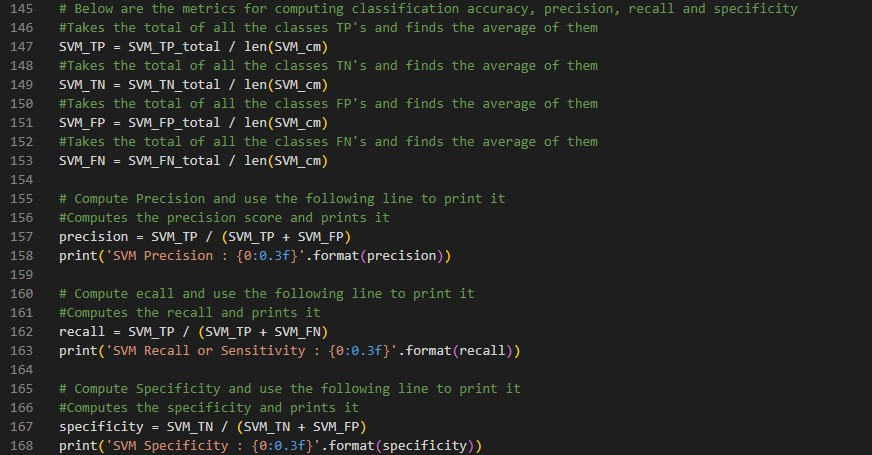 145 # Below are the metrics for computing classification accuracy, precision, recall and specificity
146 #Takes the total of all the classes TP's and finds the average of them
147 SVM_TP = SVM_TP_total / len(SVM_cm)
148 #Takes the total of all the classes TN's and finds the average of them
149 SVM_TN = SVM_TN_total / len(SVM_cm)
150 #Takes the total of all the classes FP's and finds the average of them
151 SVM_FP = SVM_FP_total / len(SVM_cm)
152 #Takes the total of all the classes FN's and finds the average of them
153 SVM_FN = SVM_FN_total / len(SVM_cm)
154
155 # Compute Precision and use the following line to print it
156 #Computes the precision score and prints it
157 precision = SVM_TP / (SVM_TP + SVM_FP)
158 print('SVM Precision : {0:0.3f}'.format(precision))
159
160 # Compute ecall and use the following line to print it
161 #Computes the recall and prints it
162 recall = SVM_TP / (SVM_TP + SVM_FN)
163 print('SVM Recall or Sensitivity : {0:0.3f}'.format(recall))
164
165 # Compute Specificity and use the following line to print it
166 #Computes the specificity and prints it
167 specificity = SVM_TN / (SVM_TN + SVM_FP)
168 print('SVM Specificity : {0:0.3f}'.format(specificity))